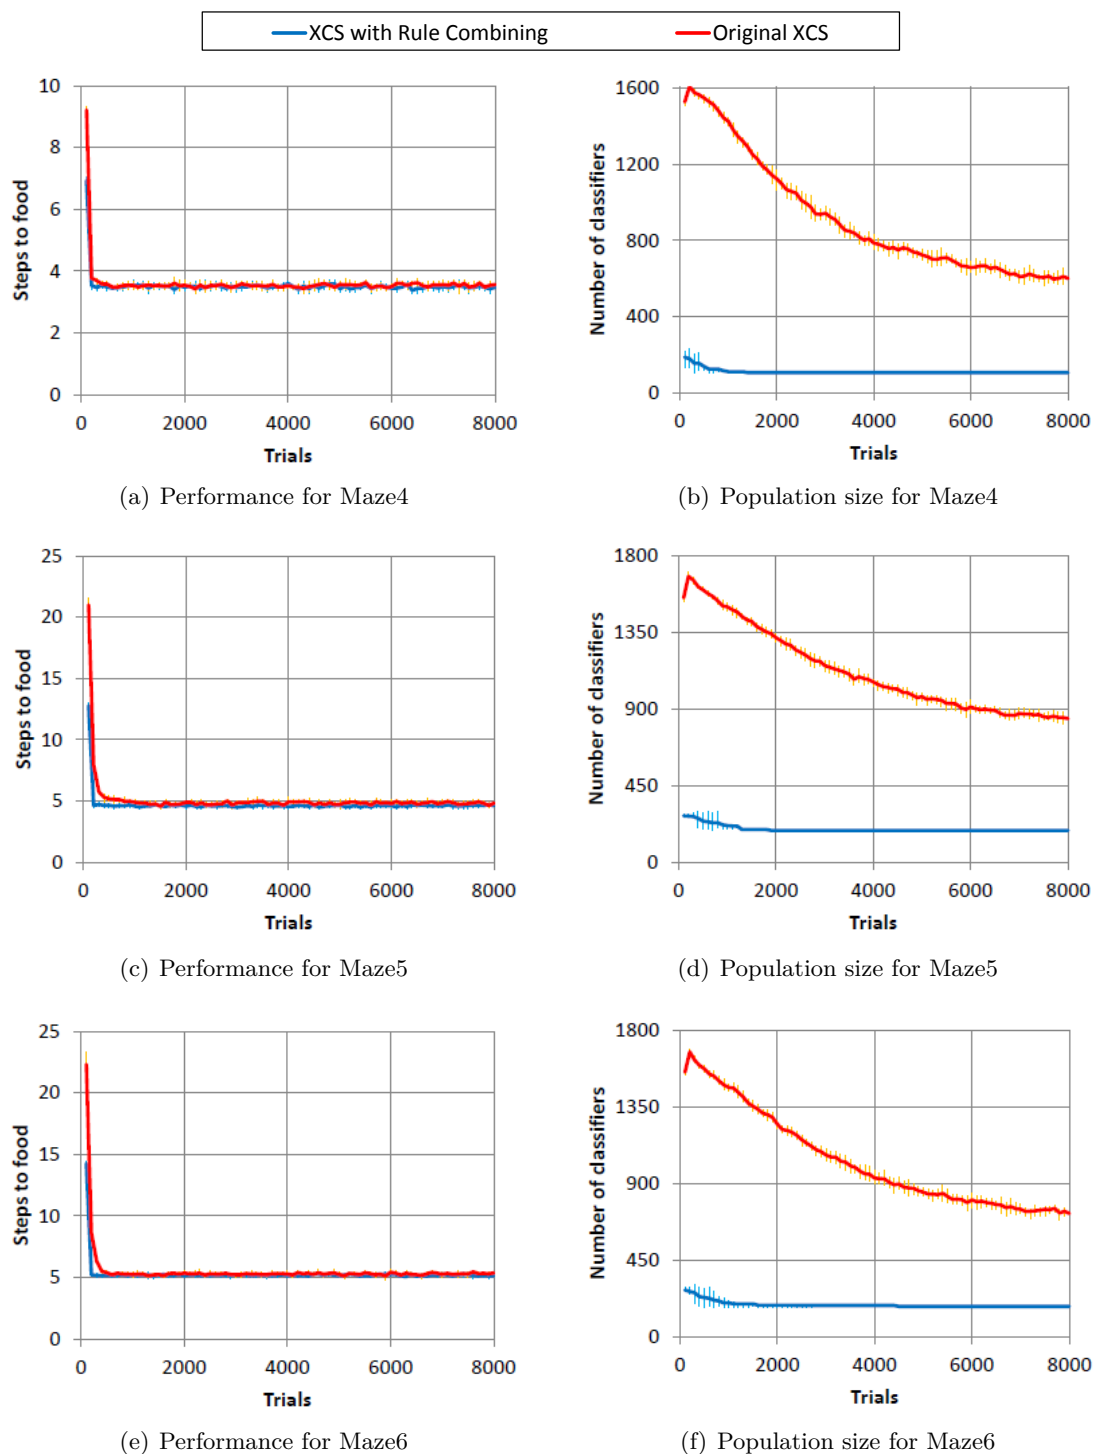 XCS with Rule Combining Original XCS
10
8
6
4
2
0
Steps to food
0 2000 4000 6000 8000
Trials
(a) Performance for Maze4
1600
1200
800
400
0
Number of classifiers
0 2000 4000 6000 8000
Trials
(b) Population size for Maze4
25
20
15
10
5
0
Steps to food
0 2000 4000 6000 8000
Trials
(c) Performance for Maze5
1800
1350
900
450
0
Number of classifiers
0 2000 4000 6000 8000
Trials
(d) Population size for Maze5
25
20
15
10
5
0
Steps to food
0 2000 4000 6000 8000
Trials
(e) Performance for Maze6
1800
1350
900
450
0
Number of classifiers
0 2000 4000 6000 8000
Trials
(f) Population size for Maze6